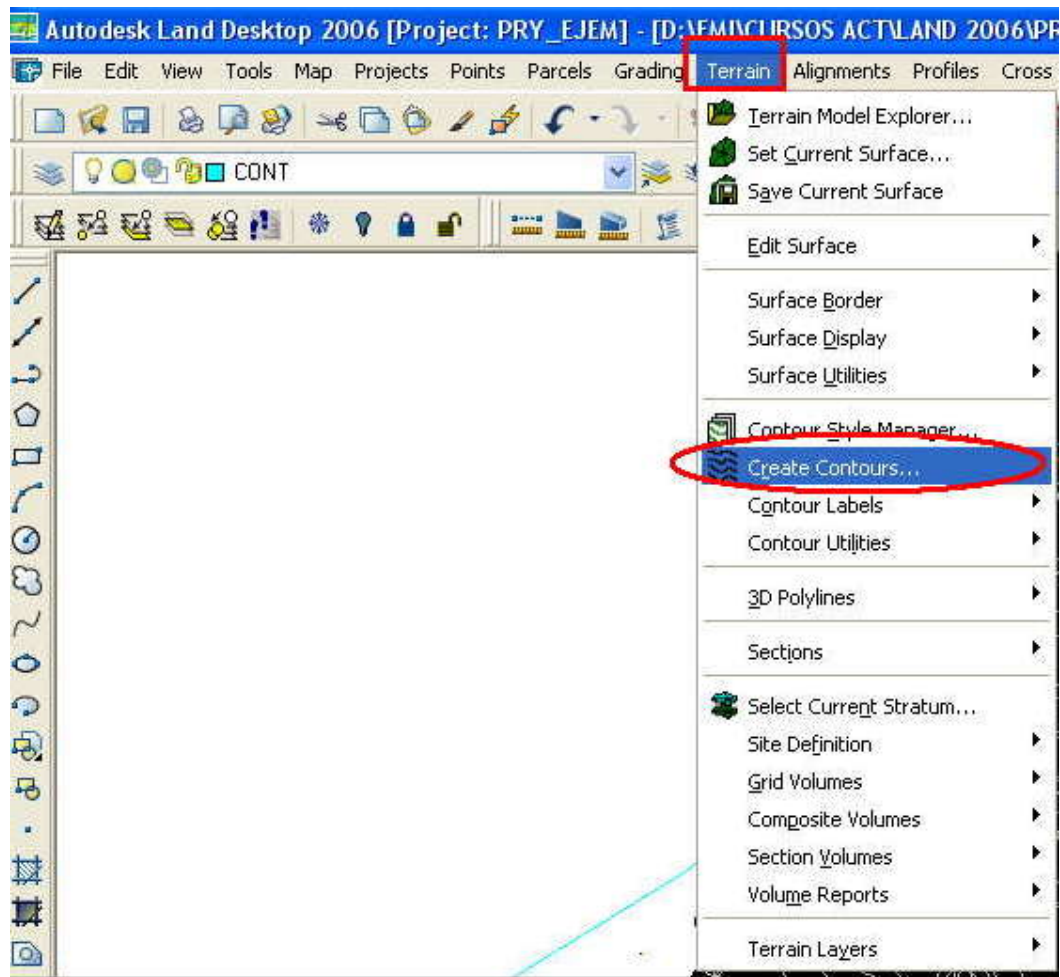 Autodesk Land Desktop 2006 [Project: PRY_EJEM] - [D:\EMI\CURSOS ACT\LAND 2006\PR
File Edit View Tools Map Projects Points Parcels Grading Terrain Alignments Profiles Cross
CONT
Terrain Model Explorer...
Set Current Surface...
Save Current Surface
Edit Surface
Surface Border
Surface Display
Surface Utilities
Contour Style Manager...
Create Contours...
Contour Labels
Contour Utilities
3D Polylines
Sections
Select Current Stratum...
Site Definition
Grid Volumes
Composite Volumes
Section Volumes
Volume Reports
Terrain Layers